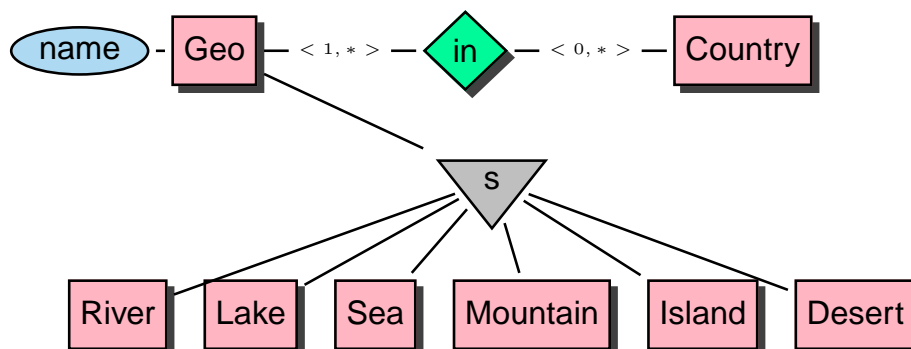 name Geo < 1, * > in < 0, * > Country
s
River Lake Sea Mountain Island Desert